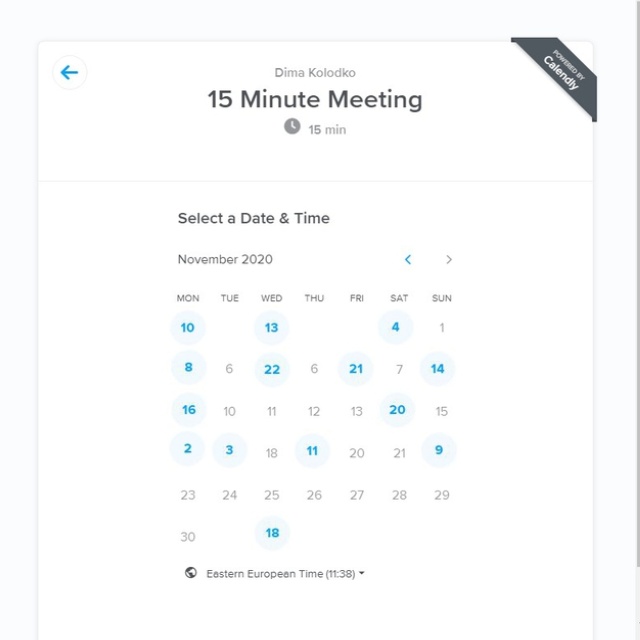 Dima Kolodko
15 Minute Meeting
15 min
POWERED BY
Calendly
Select a Date & Time
November 2020
MON TUE WED THU FRI SAT SUN
10 13 4 1
8 6 22 6 21 7 14
16 10 11 12 13 20 15
2 3 18 11 20 21 9
23 24 25 26 27 28 29
30 18
Eastern European Time (11:38)